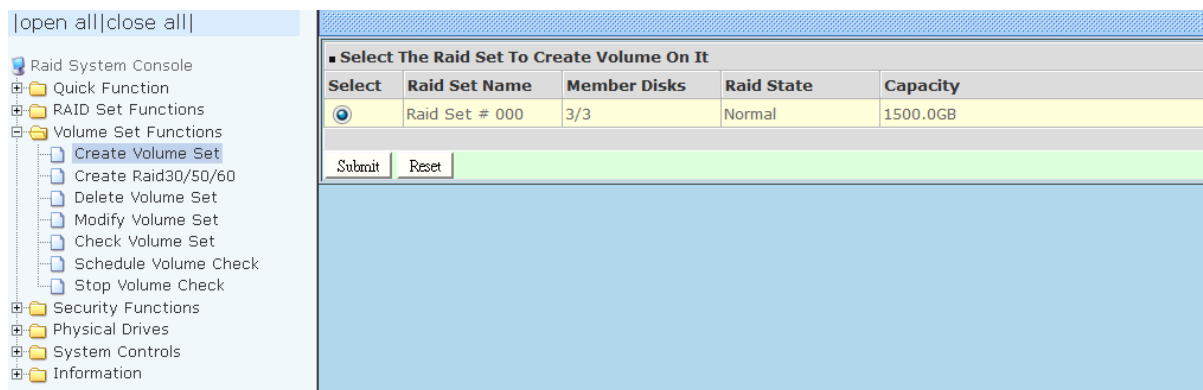 |open all|close all|
Raid System Console
Quick Function
RAID Set Functions
Volume Set Functions
Create Volume Set
Create Raid30/50/60
Delete Volume Set
Modify Volume Set
Check Volume Set
Schedule Volume Check
Stop Volume Check
Security Functions
Physical Drives
System Controls
Information
Select The Raid Set To Create Volume On It
Select Raid Set Name Member Disks Raid State Capacity
Raid Set # 000 3/3 Normal 1500.0GB
Submit Reset